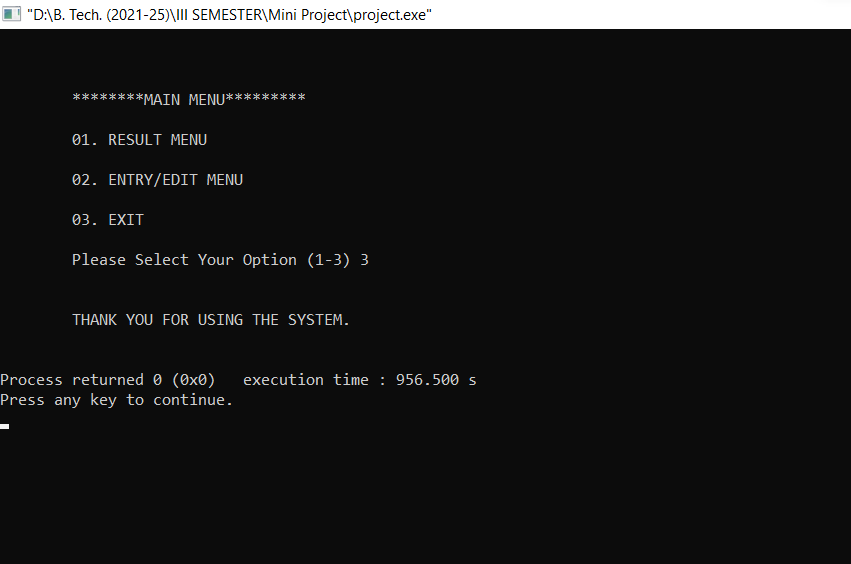 "D:\B. Tech. (2021-25)\III SEMESTER\Mini Project\project.exe"
********MAIN MENU*********
01. RESULT MENU
02. ENTRY/EDIT MENU
03. EXIT
Please Select Your Option (1-3) 3
THANK YOU FOR USING THE SYSTEM.
Process returned 0 (0x0)   execution time : 956.500 s
Press any key to continue.